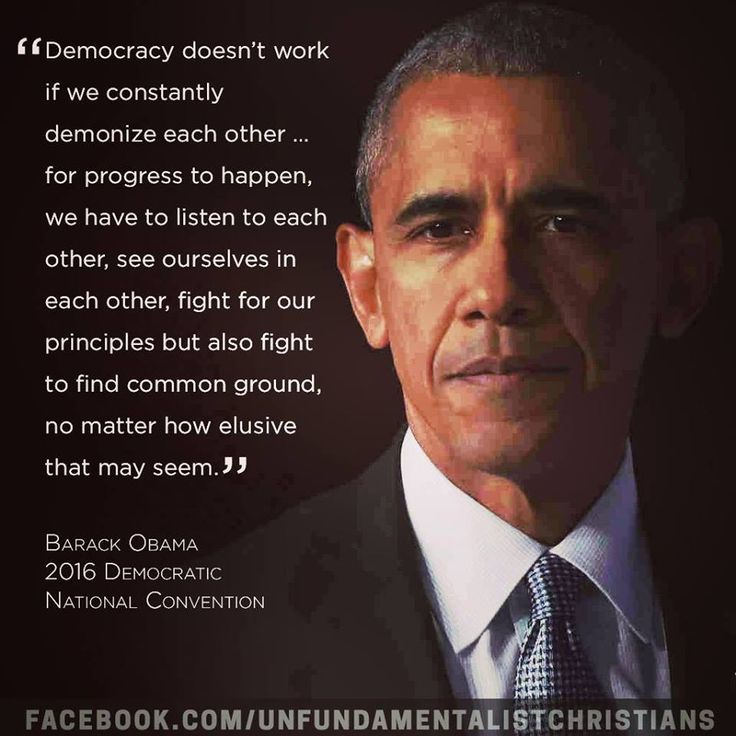 “Democracy doesn’t work
if we constantly
demonize each other ...
for progress to happen,
we have to listen to each
other, see ourselves in
each other, fight for our
principles but also fight
to find common ground,
no matter how elusive
that may seem.”
Barack Obama
2016 Democratic
National Convention
FACEBOOK.COM/UNFUNDAMENTALISTCHRISTIANS